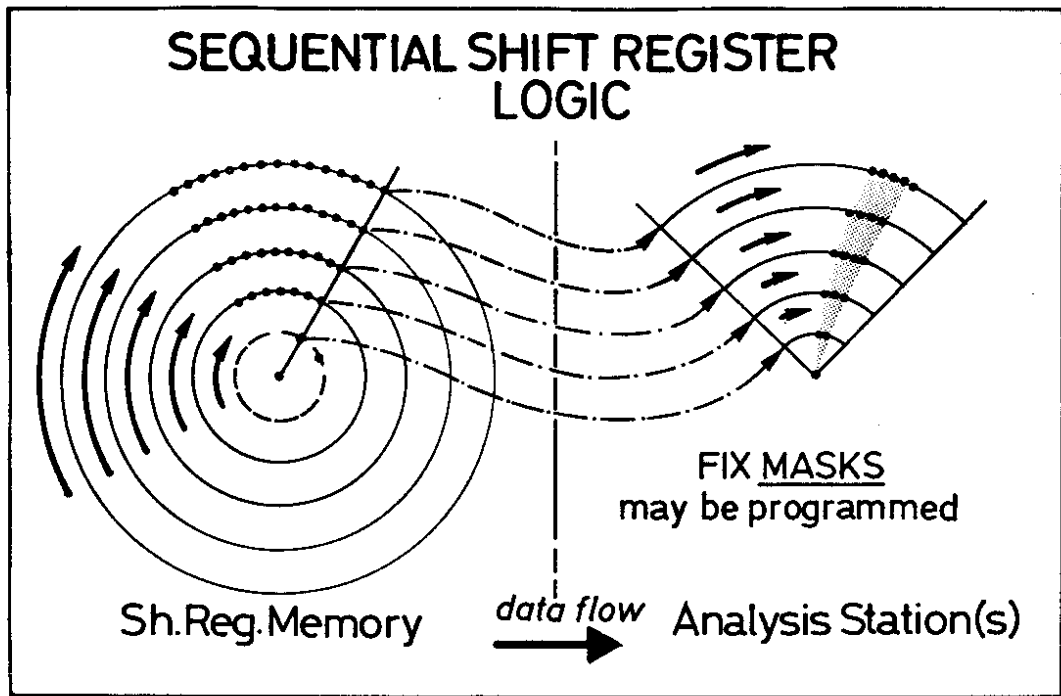 SEQUENTIAL SHIFT REGISTER
LOGIC
FIX MASKS
may be programmed
Sh.Reg.Memory
data flow
Analysis Station(s)